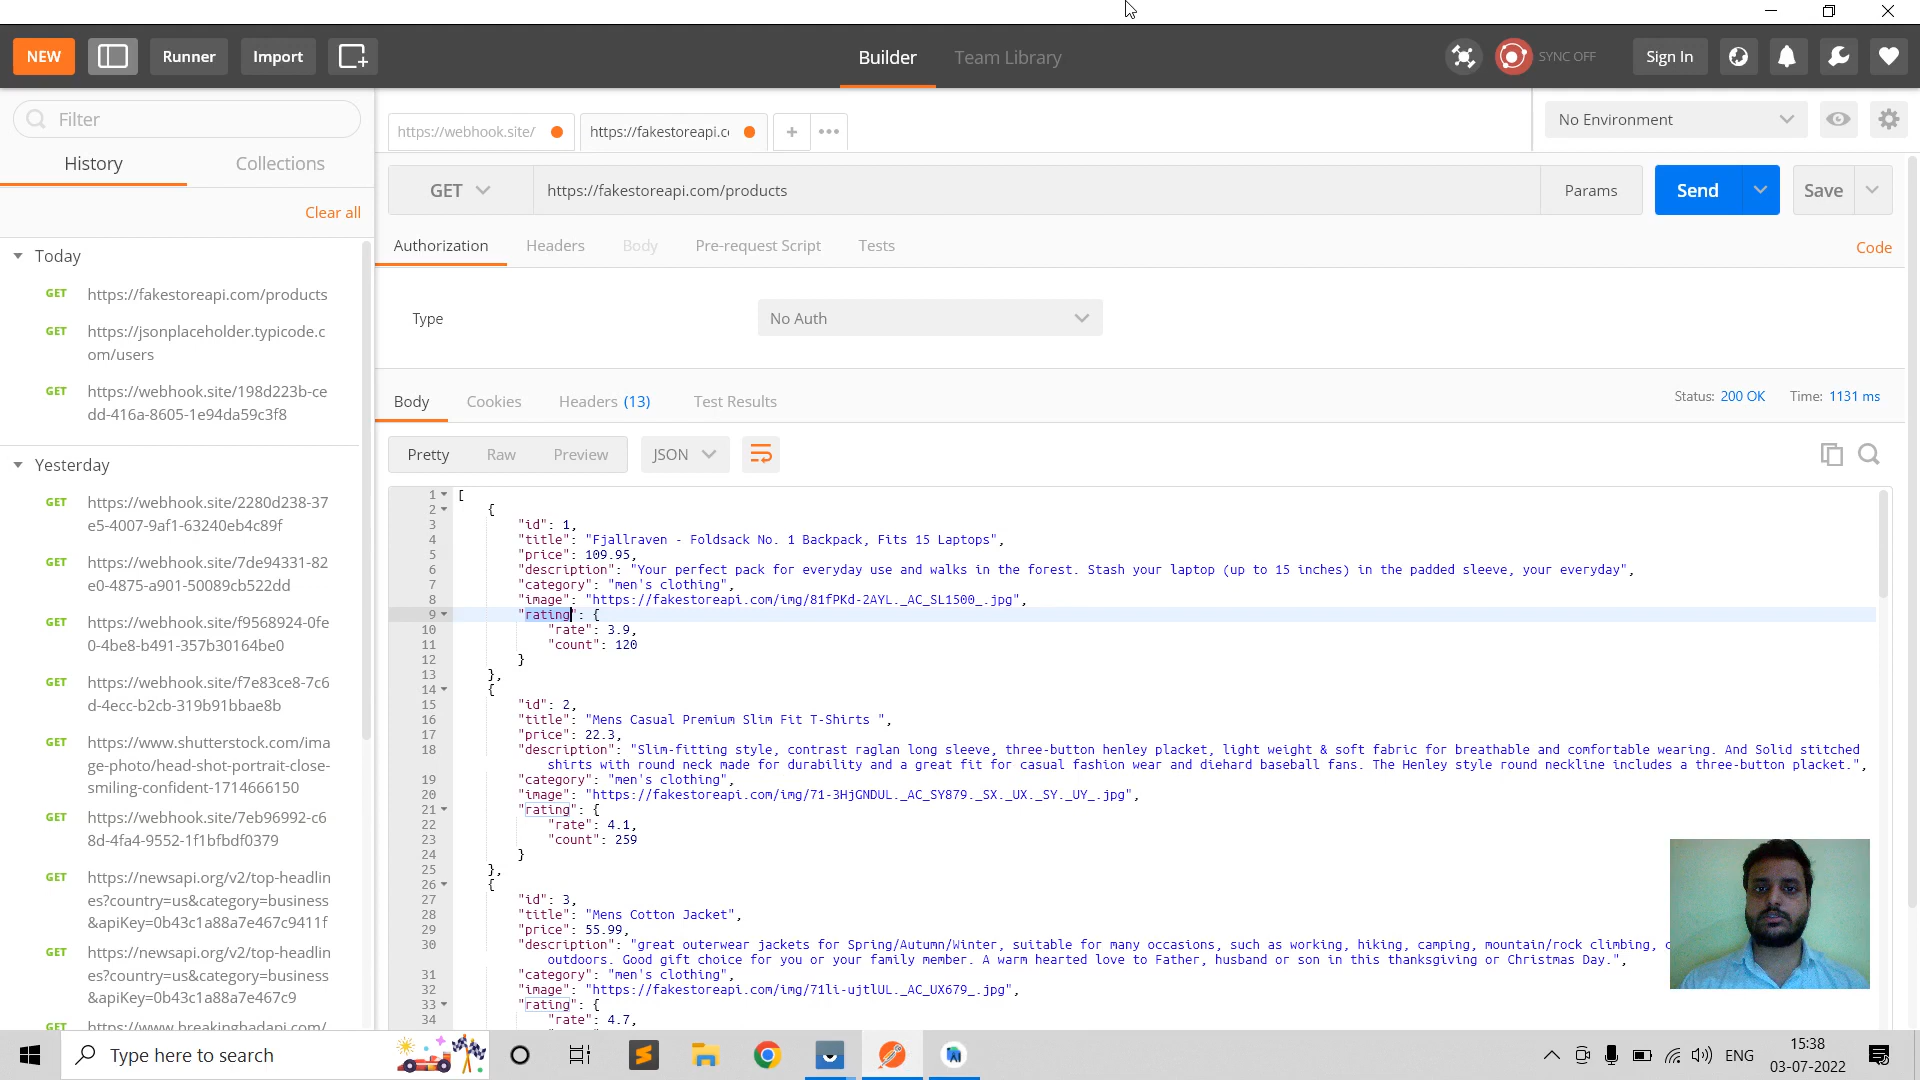 NEW
Runner
Import
Builder
Team Library
SYNC OFF
Sign In
Filter
History
Collections
Clear all
Today
GET https://fakestoreapi.com/products
GET https://jsonplaceholder.typicode.c
om/users
GET https://webhook.site/198d223b-ce
dd-416a-8605-1e94da59c3f8
Yesterday
GET https://webhook.site/2280d238-37
e5-4007-9af1-63240eb4c89f
GET https://webhook.site/7de94331-82
e0-4875-a901-50089cb522dd
GET https://webhook.site/f9568924-0fe
0-4be8-b491-357b30164be0
GET https://webhook.site/f7e83ce8-7c6
d-4ecc-b2cb-319b91bbae8b
GET https://www.shutterstock.com/ima
ge-photo/head-shot-portrait-close-
smiling-confident-1714666150
GET https://webhook.site/7eb96992-c6
8d-4fa4-9552-1f1bfbdf0379
GET https://newsapi.org/v2/top-headlin
es?country=us&category=business
&apiKey=0b43c1a88a7e467c9411f
GET https://newsapi.org/v2/top-headlin
es?country=us&category=business
&apiKey=0b43c1a88a7e467c9
GET https://www.breakingbadapi.com/
https://webhook.site/
https://fakestoreapi.c
No Environment
GET
https://fakestoreapi.com/products
Params
Send
Save
Authorization
Headers
Body
Pre-request Script
Tests
Code
Type
No Auth
Body
Cookies
Headers (13)
Test Results
Status: 200 OK
Time: 1131 ms
Pretty
Raw
Preview
JSON
1 [
2 {
3 "id": 1,
4 "title": "Fjallraven - Foldsack No. 1 Backpack, Fits 15 Laptops",
5 "price": 109.95,
6 "description": "Your perfect pack for everyday use and walks in the forest. Stash your laptop (up to 15 inches) in the padded sleeve, your everyday",
7 "category": "men's clothing",
8 "image": "https://fakestoreapi.com/img/81fPKd-2AYL._AC_SL1500_.jpg",
9 "rating": {
10 "rate": 3.9,
11 "count": 120
12 }
13 },
14 {
15 "id": 2,
16 "title": "Mens Casual Premium Slim Fit T-Shirts ",
17 "price": 22.3,
18 "description": "Slim-fitting style, contrast raglan long sleeve, three-button henley placket, light weight & soft fabric for breathable and comfortable wearing. And Solid stitched
shirts with round neck made for durability and a great fit for casual fashion wear and diehard baseball fans. The Henley style round neckline includes a three-button placket.",
19 "category": "men's clothing",
20 "image": "https://fakestoreapi.com/img/71-3HjGNDUL._AC_SY879._SX._UX._SY._UY_.jpg",
21 "rating": {
22 "rate": 4.1,
23 "count": 259
24 }
25 },
26 {
27 "id": 3,
28 "title": "Mens Cotton Jacket",
29 "price": 55.99,
30 "description": "great outerwear jackets for Spring/Autumn/Winter, suitable for many occasions, such as working, hiking, camping, mountain/rock climbing,
outdoors. Good gift choice for you or your family member. A warm hearted love to Father, husband or son in this thanksgiving or Christmas Day.",
31 "category": "men's clothing",
32 "image": "https://fakestoreapi.com/img/71li-ujtlUL._AC_UX679_.jpg",
33 "rating": {
34 "rate": 4.7,
Type here to search
ENG
15:38
03-07-2022